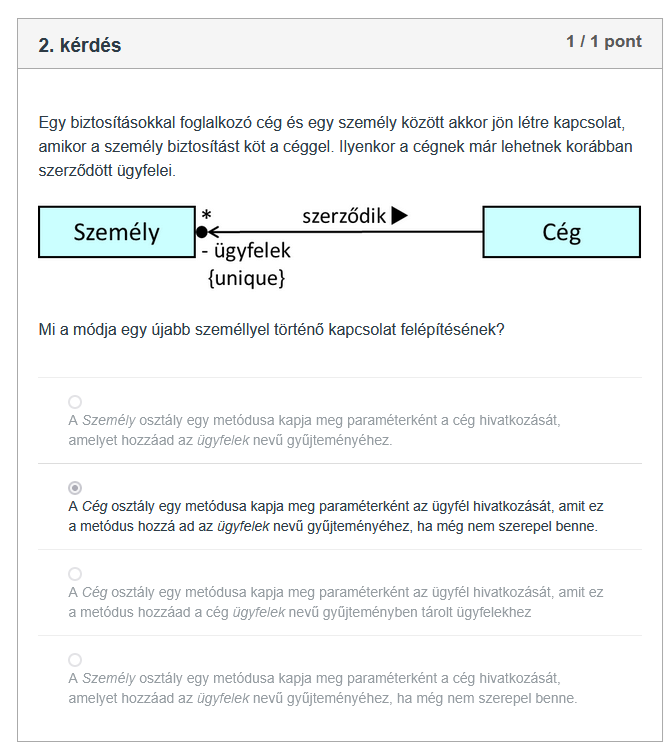 2. kérdés
1 / 1 pont
Egy biztosításokkal foglalkozó cég és egy személy között akkor jön létre kapcsolat,
amikor a személy biztosítást köt a céggel. Ilyenkor a cégnek már lehetnek korábban
szerződött ügyfelei.
* szerződik ▶
Személy
Cég
- ügyfelek
{unique}
Mi a módja egy újabb személlyel történő kapcsolat felépítésének?
A Személy osztály egy metódusa kapja meg paraméterként a cég hivatkozását,
amelyet hozzáad az ügyfelek nevű gyűjteményéhez.
A Cég osztály egy metódusa kapja meg paraméterként az ügyfél hivatkozását, amit ez
a metódus hozzá ad az ügyfelek nevű gyűjteményéhez, ha még nem szerepel benne.
A Cég osztály egy metódusa kapja meg paraméterként az ügyfél hivatkozását, amit ez
a metódus hozzáad a cég ügyfelek nevű gyűjteményben tárolt ügyfelekhez
A Személy osztály egy metódusa kapja meg paraméterként a cég hivatkozását,
amelyet hozzáad az ügyfelek nevű gyűjteményéhez, ha még nem szerepel benne.